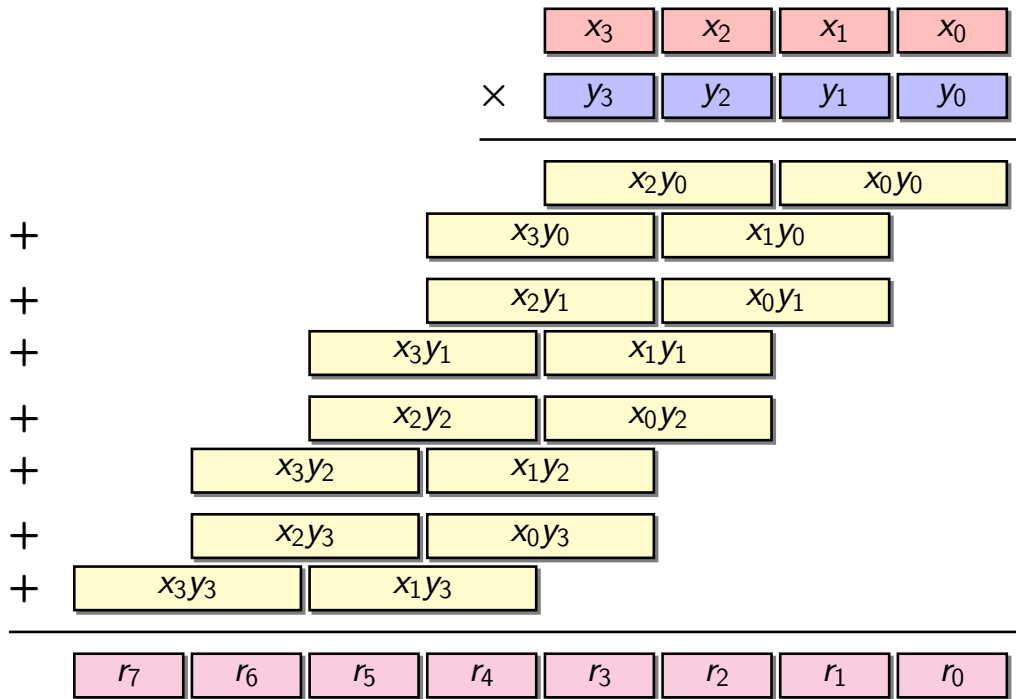 x₃ x₂ x₁ x₀
× y₃ y₂ y₁ y₀
x₂y₀ x₀y₀
+ x₃y₀ x₁y₀
+ x₂y₁ x₀y₁
+ x₃y₁ x₁y₁
+ x₂y₂ x₀y₂
+ x₃y₂ x₁y₂
+ x₂y₃ x₀y₃
+ x₃y₃ x₁y₃
r₇ r₆ r₅ r₄ r₃ r₂ r₁ r₀